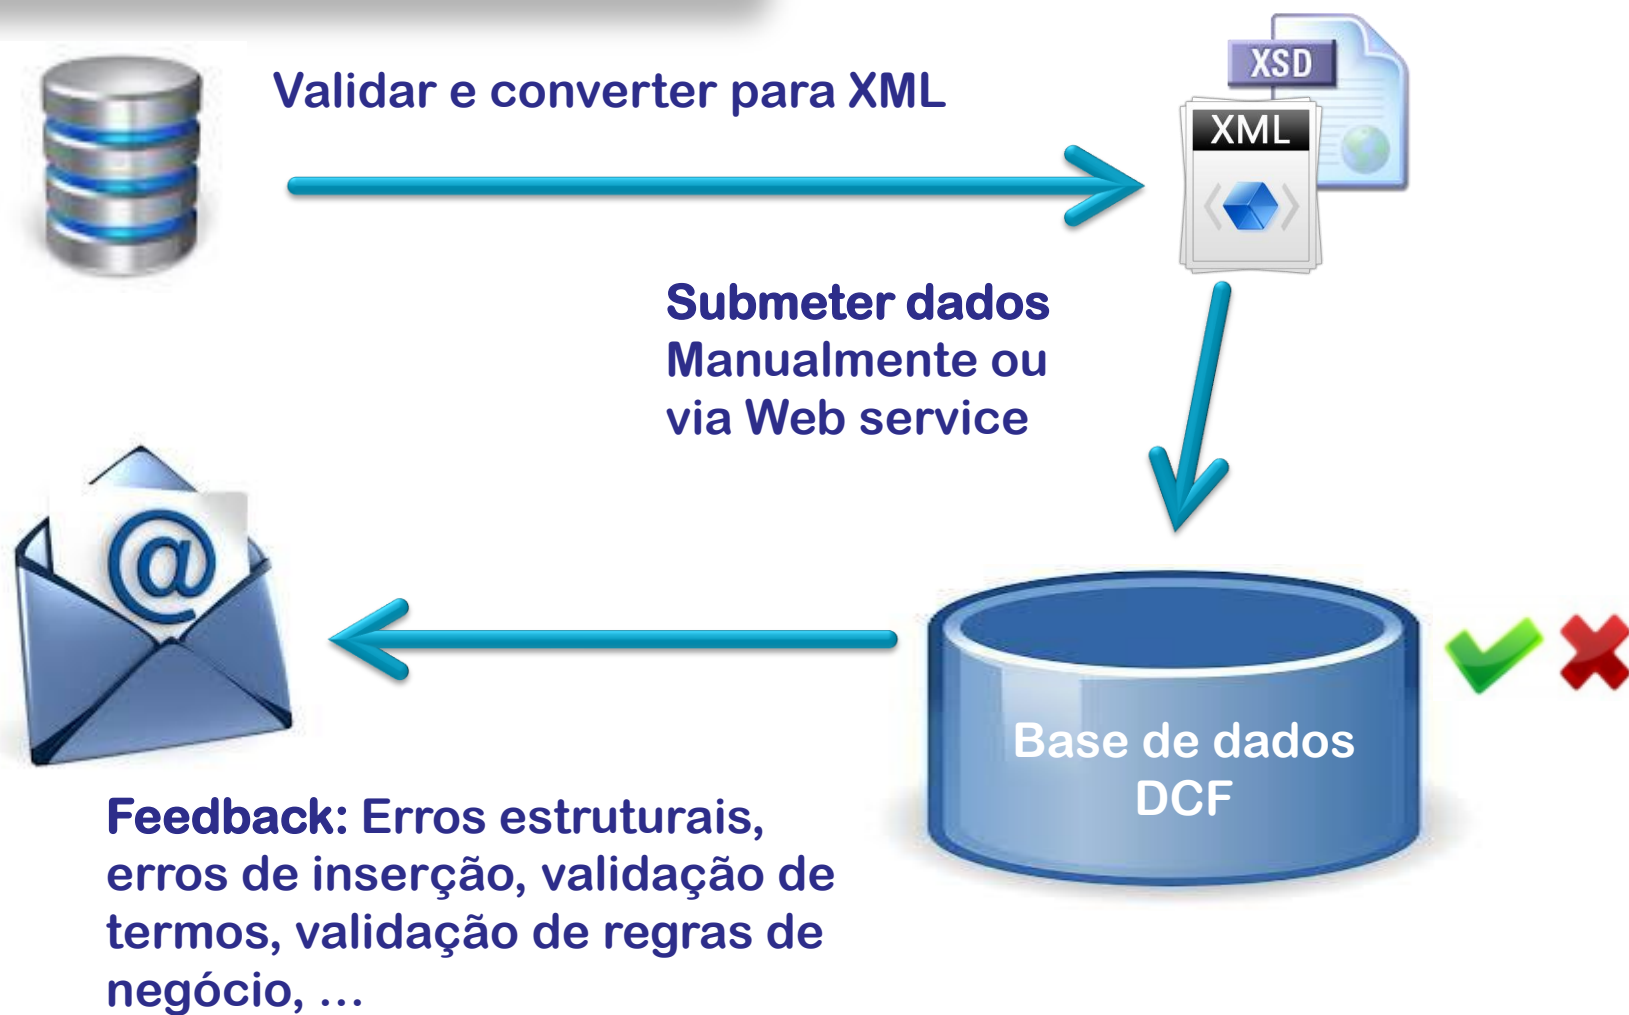 Validar e converter para XML
XSD
XML
Submeter dados
Manualmente ou
via Web service
@
Base de dados
DCF
Feedback: Erros estruturais,
erros de inserção, validação de
termos, validação de regras de
negócio, ...